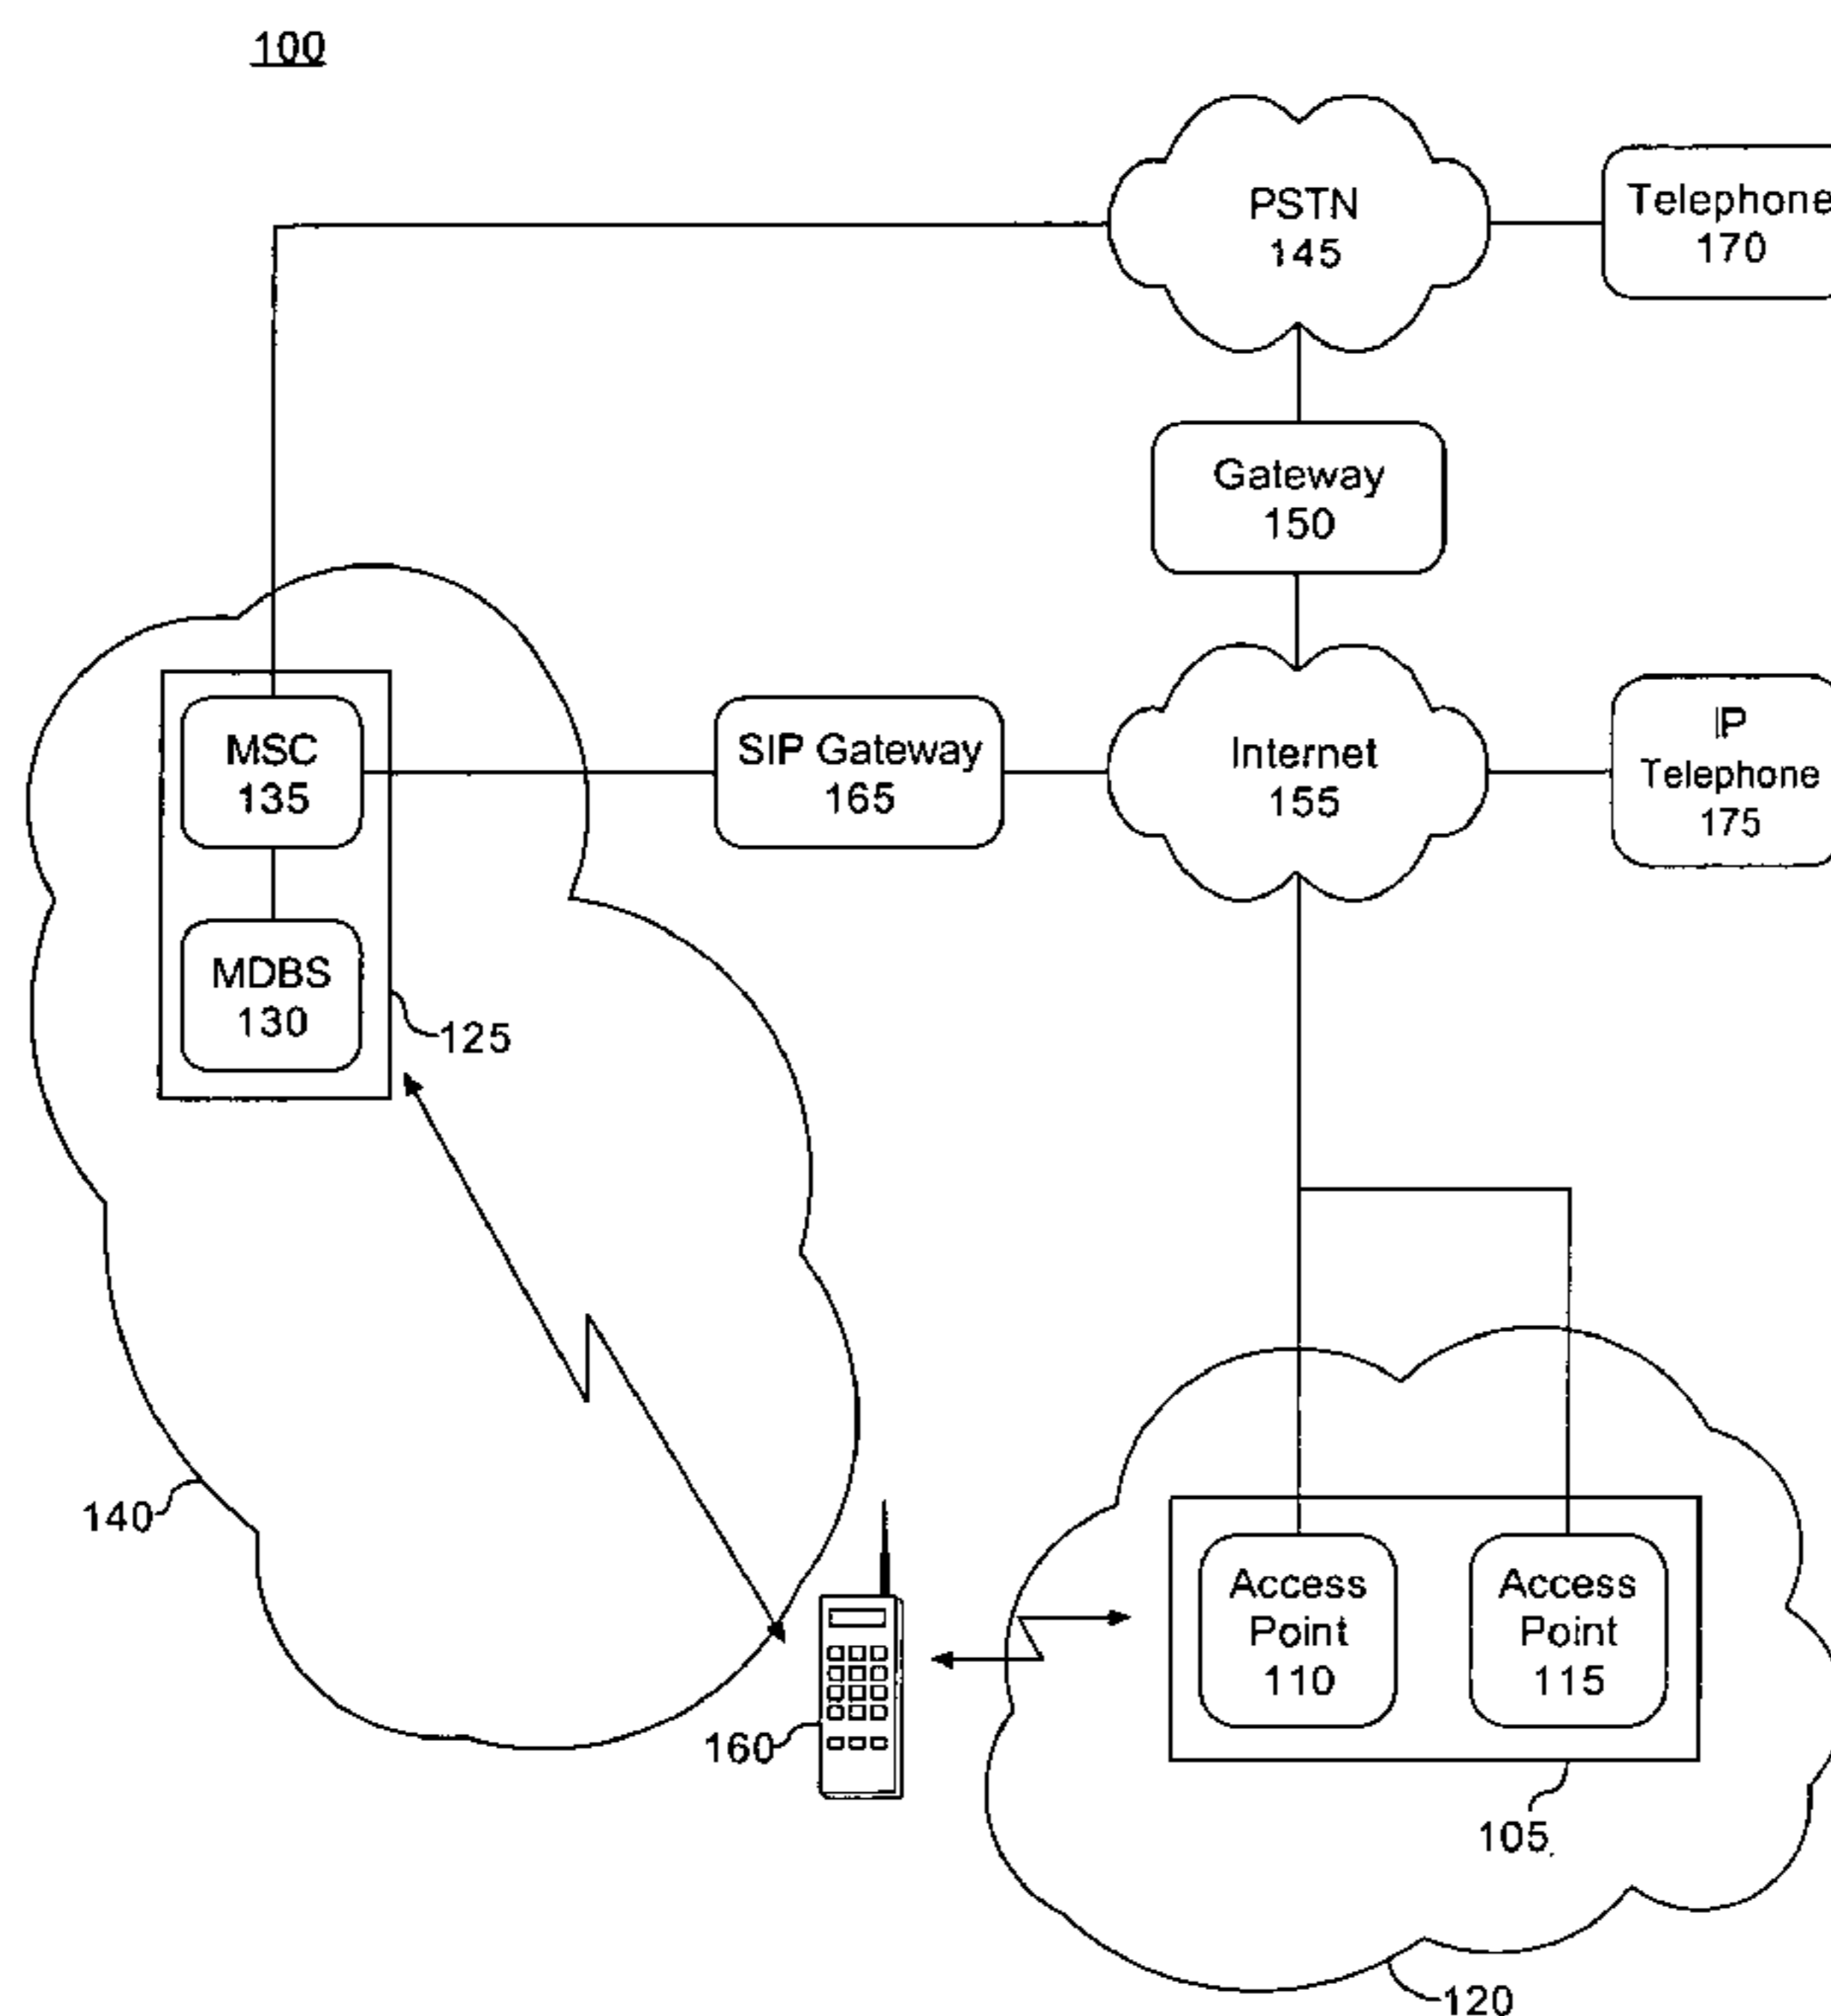 100
PSTN
145
Telephone
170
Gateway
150
MSC
135
SIP Gateway
165
Internet
155
IP
Telephone
175
MDBS
130
125
140
160
Access
Point
110
Access
Point
115
105
120